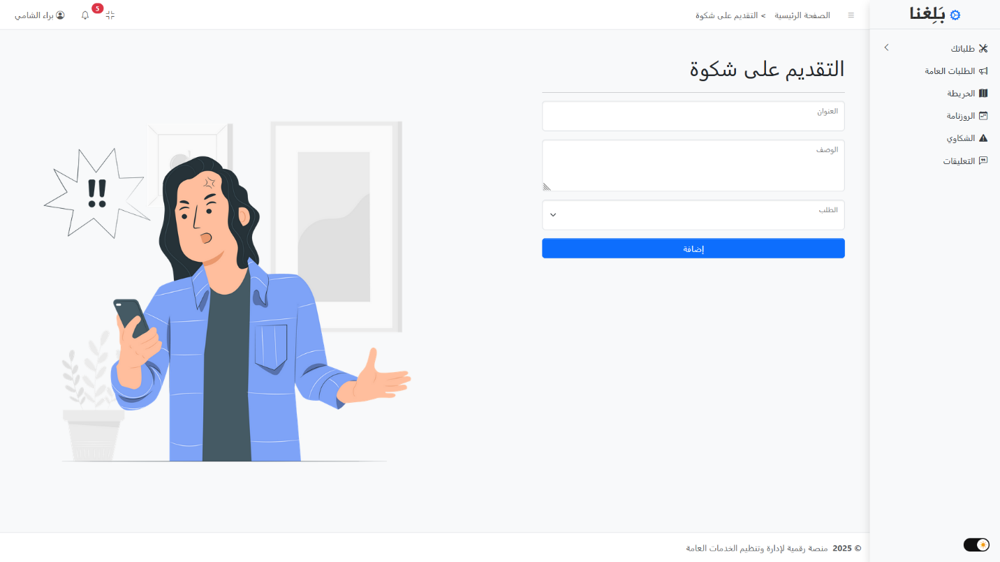 بَلِغْنا
طلباتك
الطلبات العامة
الخريطة
الروزنامة
الشكاوي
التعليقات
الصفحة الرئيسية > التقديم على شكوة
5
براء الشامي
التقديم على شكوة
العنوان
الوصف
الطلب
إضافة
!!
© 2025 منصة رقمية لإدارة وتنظيم الخدمات العامة